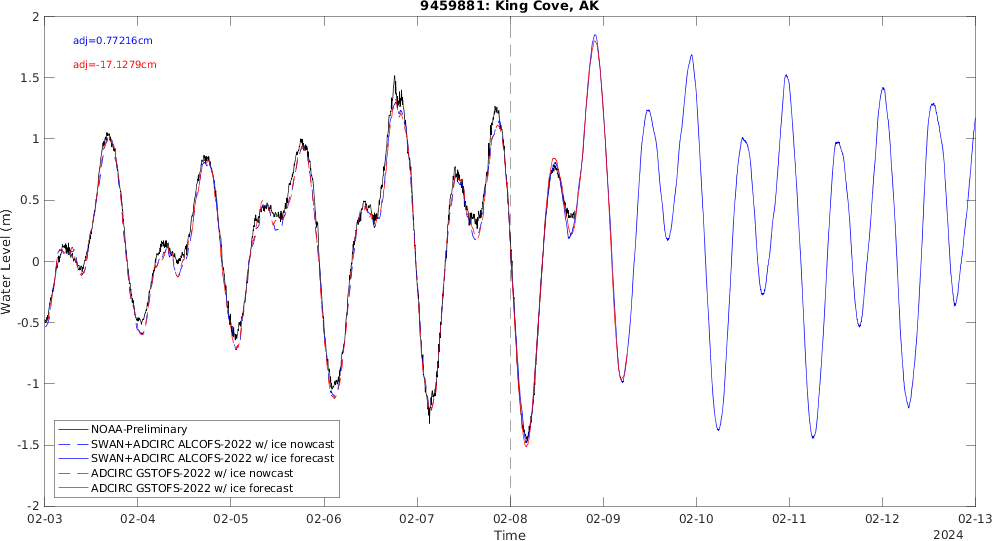 9459881: King Cove, AK
adj=0.77216cm
adj=-17.1279cm
2
1.5
1
0.5
0
-0.5
-1
-1.5
-2
Water Level (m)
NOAA-Preliminary
SWAN+ADCIRC ALCOFS-2022 w/ ice nowcast
SWAN+ADCIRC ALCOFS-2022 w/ ice forecast
ADCIRC GSTOFS-2022 w/ ice nowcast
ADCIRC GSTOFS-2022 w/ ice forecast
02-03 02-04 02-05 02-06 02-07 02-08 02-09 02-10 02-11 02-12 02-13
Time
2024